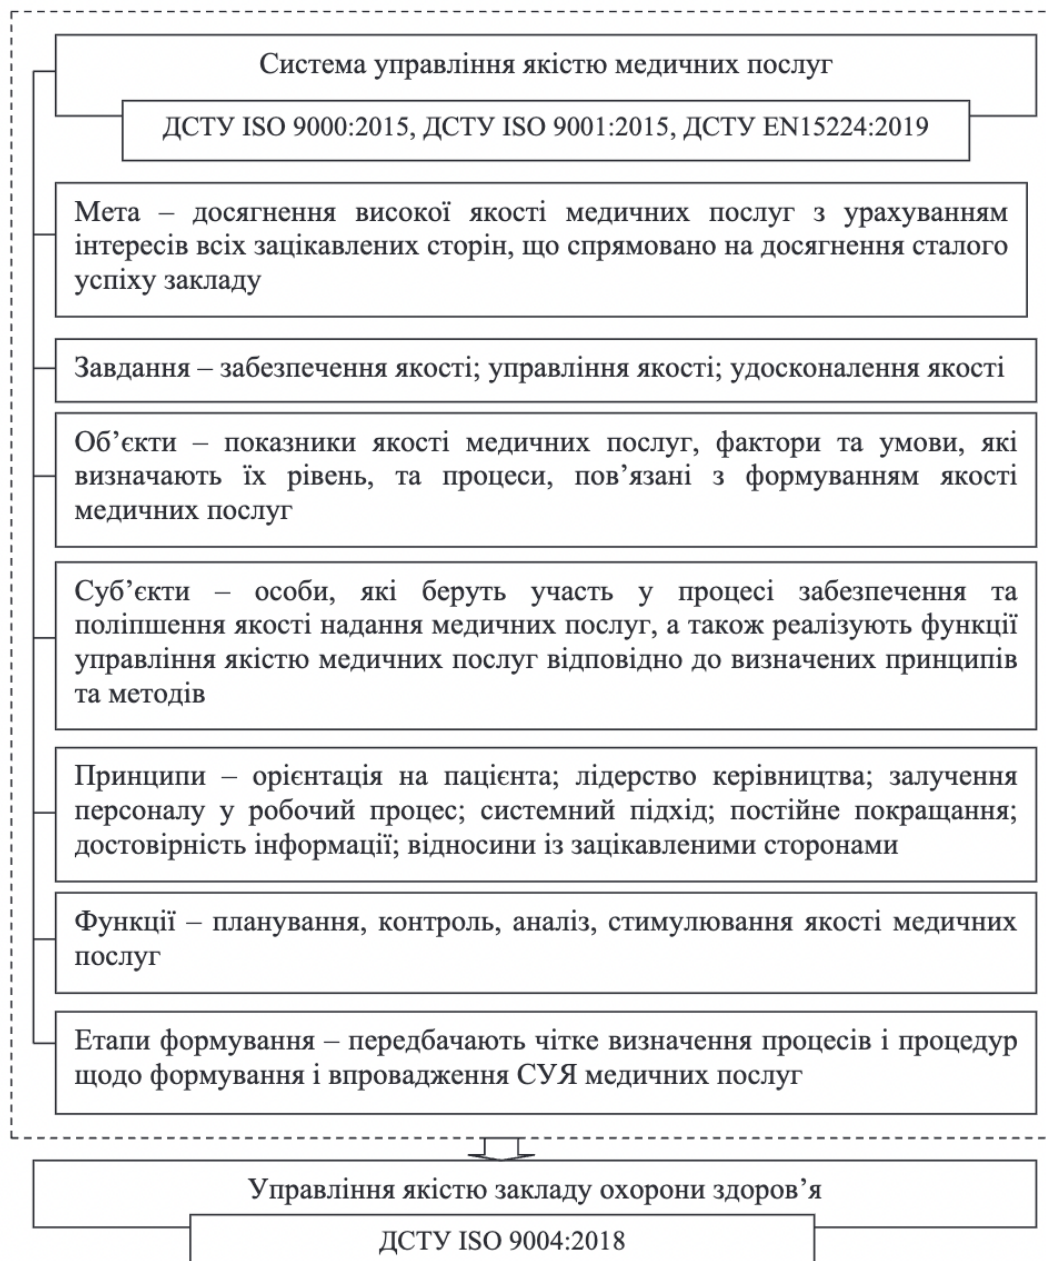 Система управління якістю медичних послуг
ДСТУ ISO 9000:2015, ДСТУ ISO 9001:2015, ДСТУ EN15224:2019
Мета – досягнення високої якості медичних послуг з урахуванням
інтересів всіх зацікавлених сторін, що спрямовано на досягнення сталого
успіху закладу
Завдання – забезпечення якості; управління якості; удосконалення якості
Об’єкти – показники якості медичних послуг, фактори та умови, які
визначають їх рівень, та процеси, пов’язані з формуванням якості
медичних послуг
Суб’єкти – особи, які беруть участь у процесі забезпечення та
поліпшення якості надання медичних послуг, а також реалізують функції
управління якістю медичних послуг відповідно до визначених принципів
та методів
Принципи – орієнтація на пацієнта; лідерство керівництва; залучення
персоналу у робочий процес; системний підхід; постійне покращання;
достовірність інформації; відносини із зацікавленими сторонами
Функції – планування, контроль, аналіз, стимулювання якості медичних
послуг
Етапи формування – передбачають чітке визначення процесів і процедур
щодо формування і впровадження СУЯ медичних послуг
Управління якістю закладу охорони здоров’я
ДСТУ ISO 9004:2018